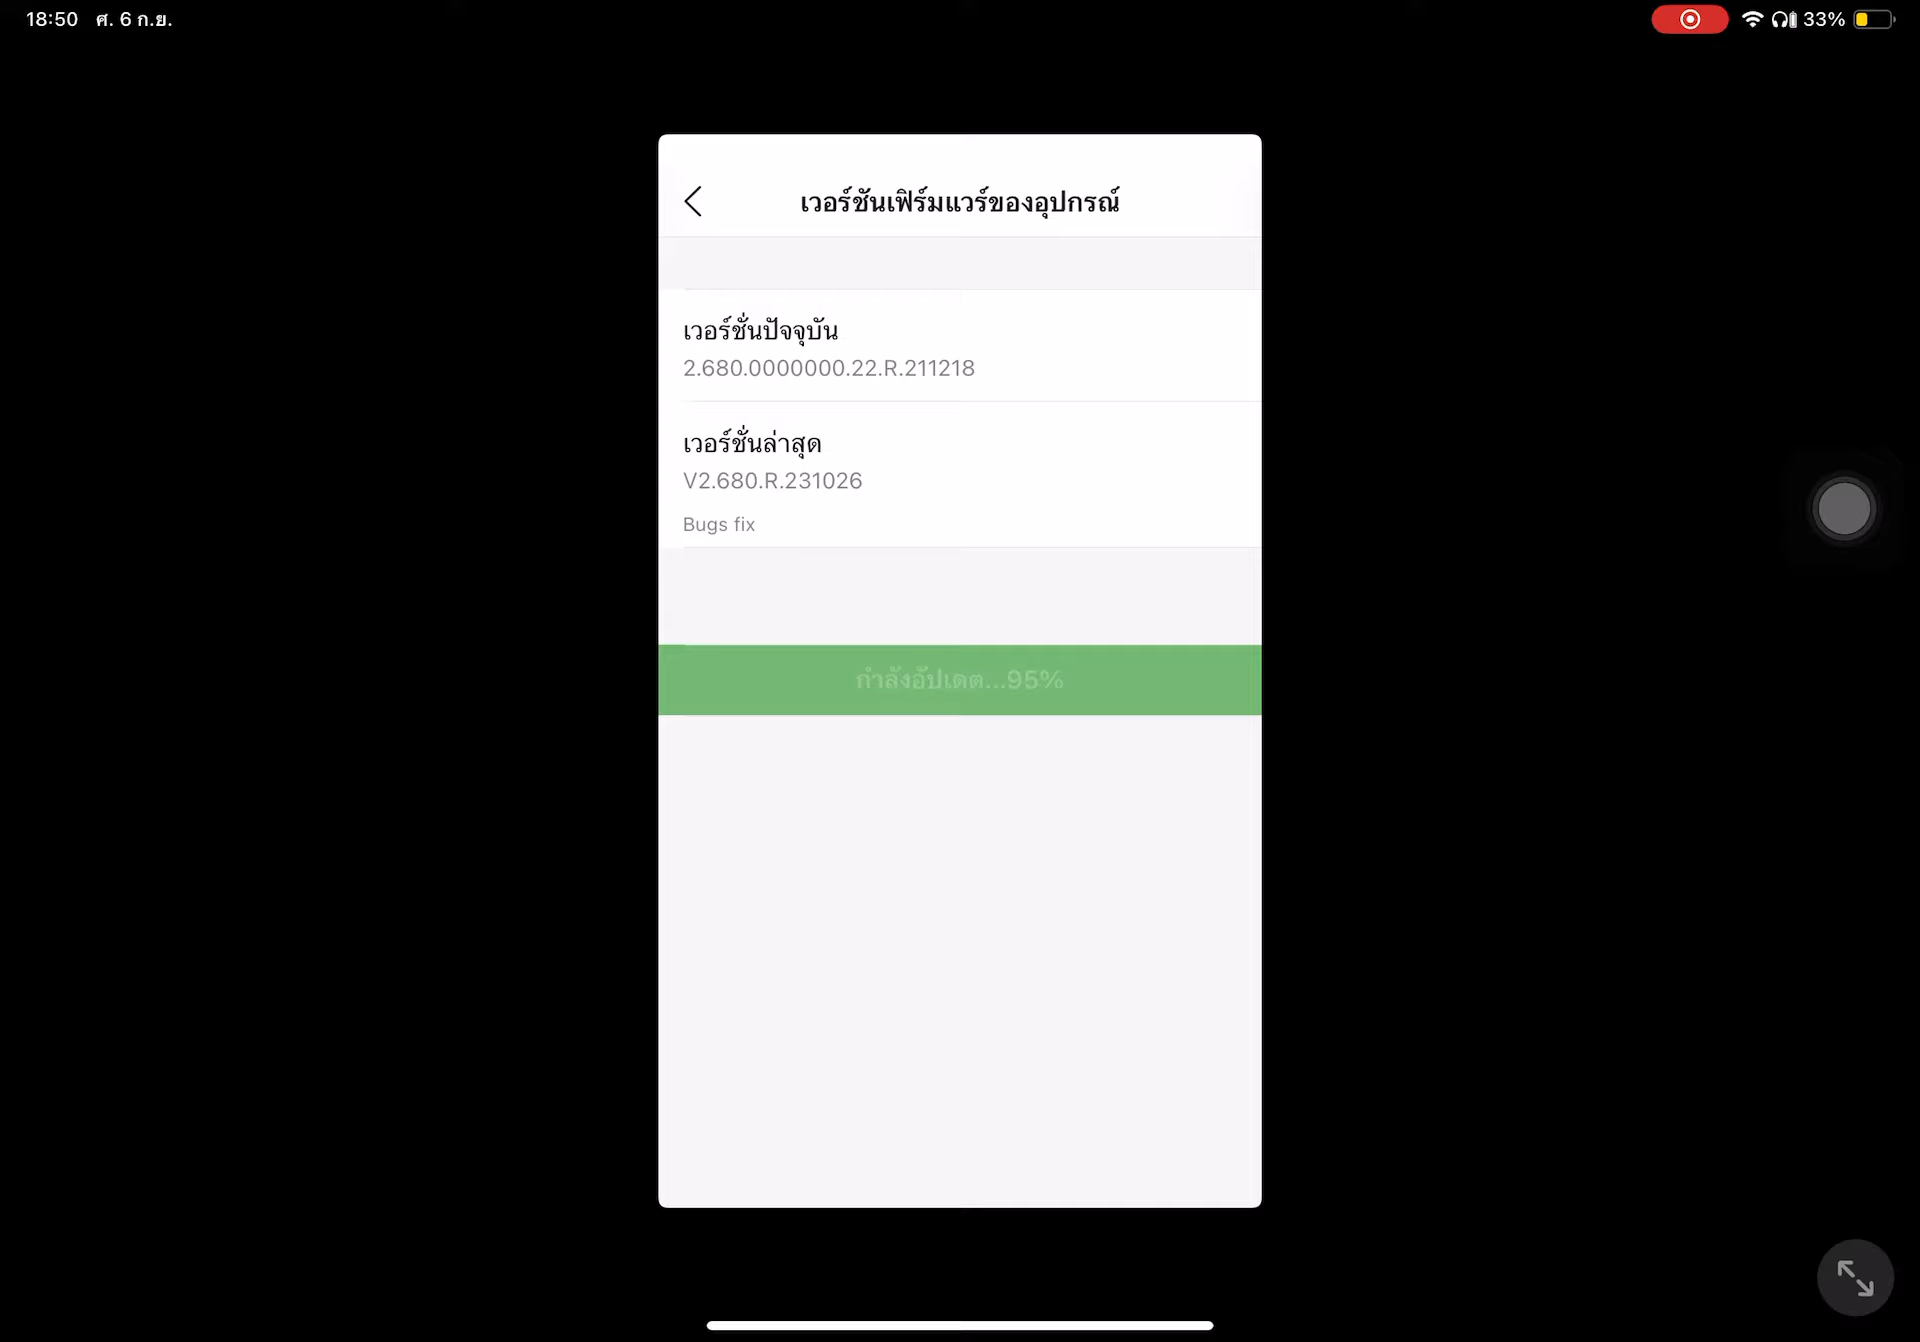 18:50 ศ. 6 ก.ย.
33%
เวอร์ชันเฟิร์มแวร์ของอุปกรณ์
เวอร์ชั่นปัจจุบัน
2.680.0000000.22.R.211218
เวอร์ชั่นล่าสุด
V2.680.R.231026
Bugs fix
กำลังอัปเดต...95%